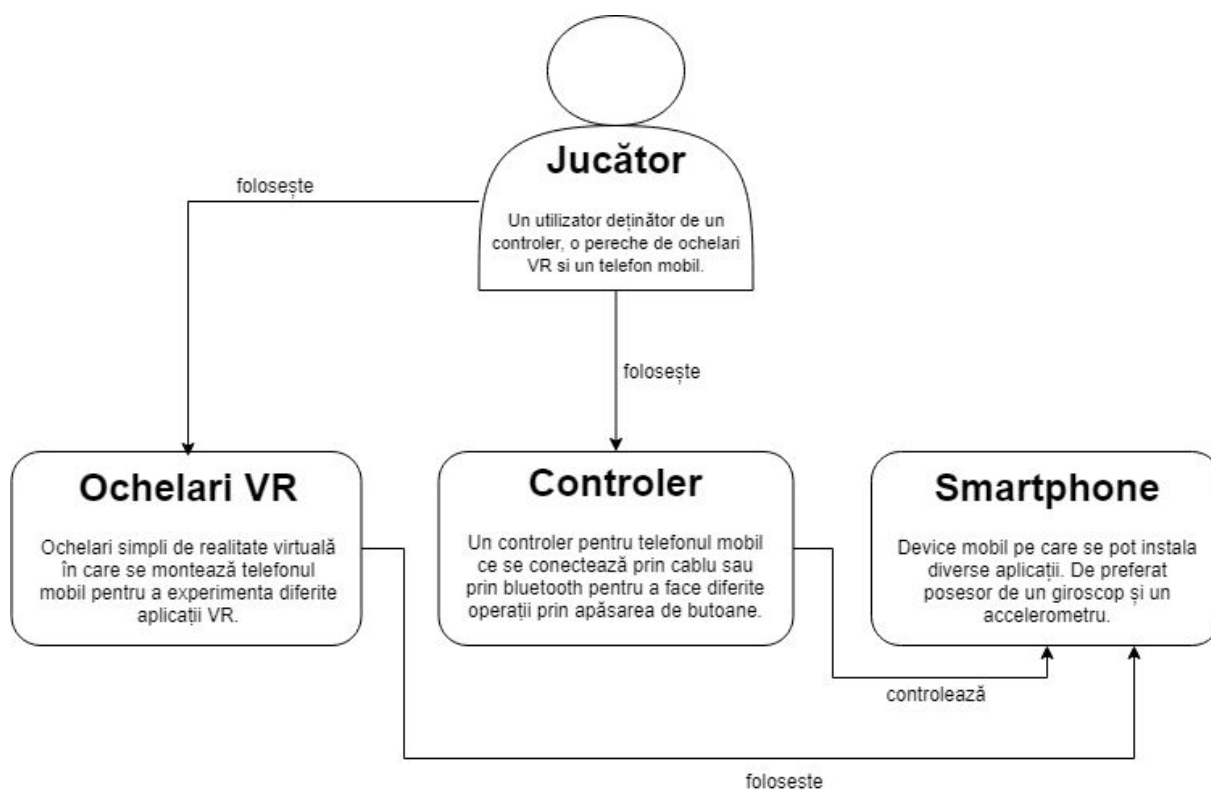 Jucător
Un utilizator deținător de un
controler, o pereche de ochelari
VR si un telefon mobil.
folosește
folosește
Ochelari VR
Ochelari simpli de realitate virtuală
în care se montează telefonul
mobil pentru a experimenta diferite
aplicații VR.
Controler
Un controler pentru telefonul mobil
ce se conectează prin cablu sau
prin bluetooth pentru a face diferite
operații prin apăsarea de butoane.
Smartphone
Device mobil pe care se pot instala
diverse aplicații. De preferat
posesor de un giroscop și un
accelerometru.
controlează
foloseste